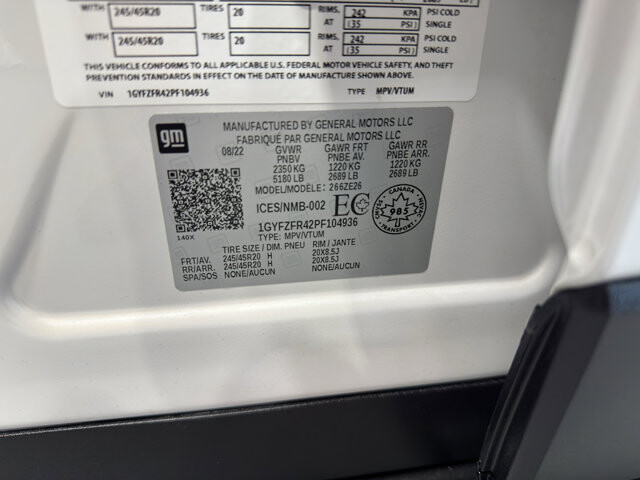 WITH 245/45R20 TIRES 20 RIMS, AT 242 KPA (35 PSI COLD SINGLE
WITH 245/45R20 TIRES 20 RIMS, AT 242 KPA (35 PSI COLD SINGLE
THIS VEHICLE CONFORMS TO ALL APPLICABLE U.S. FEDERAL MOTOR VEHICLE SAFETY AND THEFT
PREVENTION STANDARDS IN EFFECT ON THE DATE OF MANUFACTURE SHOWN ABOVE.
VIN 1GYFZFR42PF104936 TYPE MPV/VTUM
gm
MANUFACTURED BY GENERAL MOTORS LLC
FABRIQUÉ PAR GENERAL MOTORS LLC
08/22 GVWR GAWR FRT GAWR RR
PNBV PNBE AV. PNBE ARR.
2350 KG 1220 KG 1220 KG
5180 LB 2689 LB 2689 LB
MODEL/MODELE: 266ZE26
140X
ICES/NMB-002 EC CANADA 985
1GYFZFR42PF104936
TYPE: MPV/VTUM
TIRE SIZE / DIM. PNEU RIM / JANTE
FRT/AV. 245/45R20 H 20X8.5J
RR/ARR. 245/45R20 H 20X8.5J
SPA/SOS NONE/AUCUN NONE/AUCUN